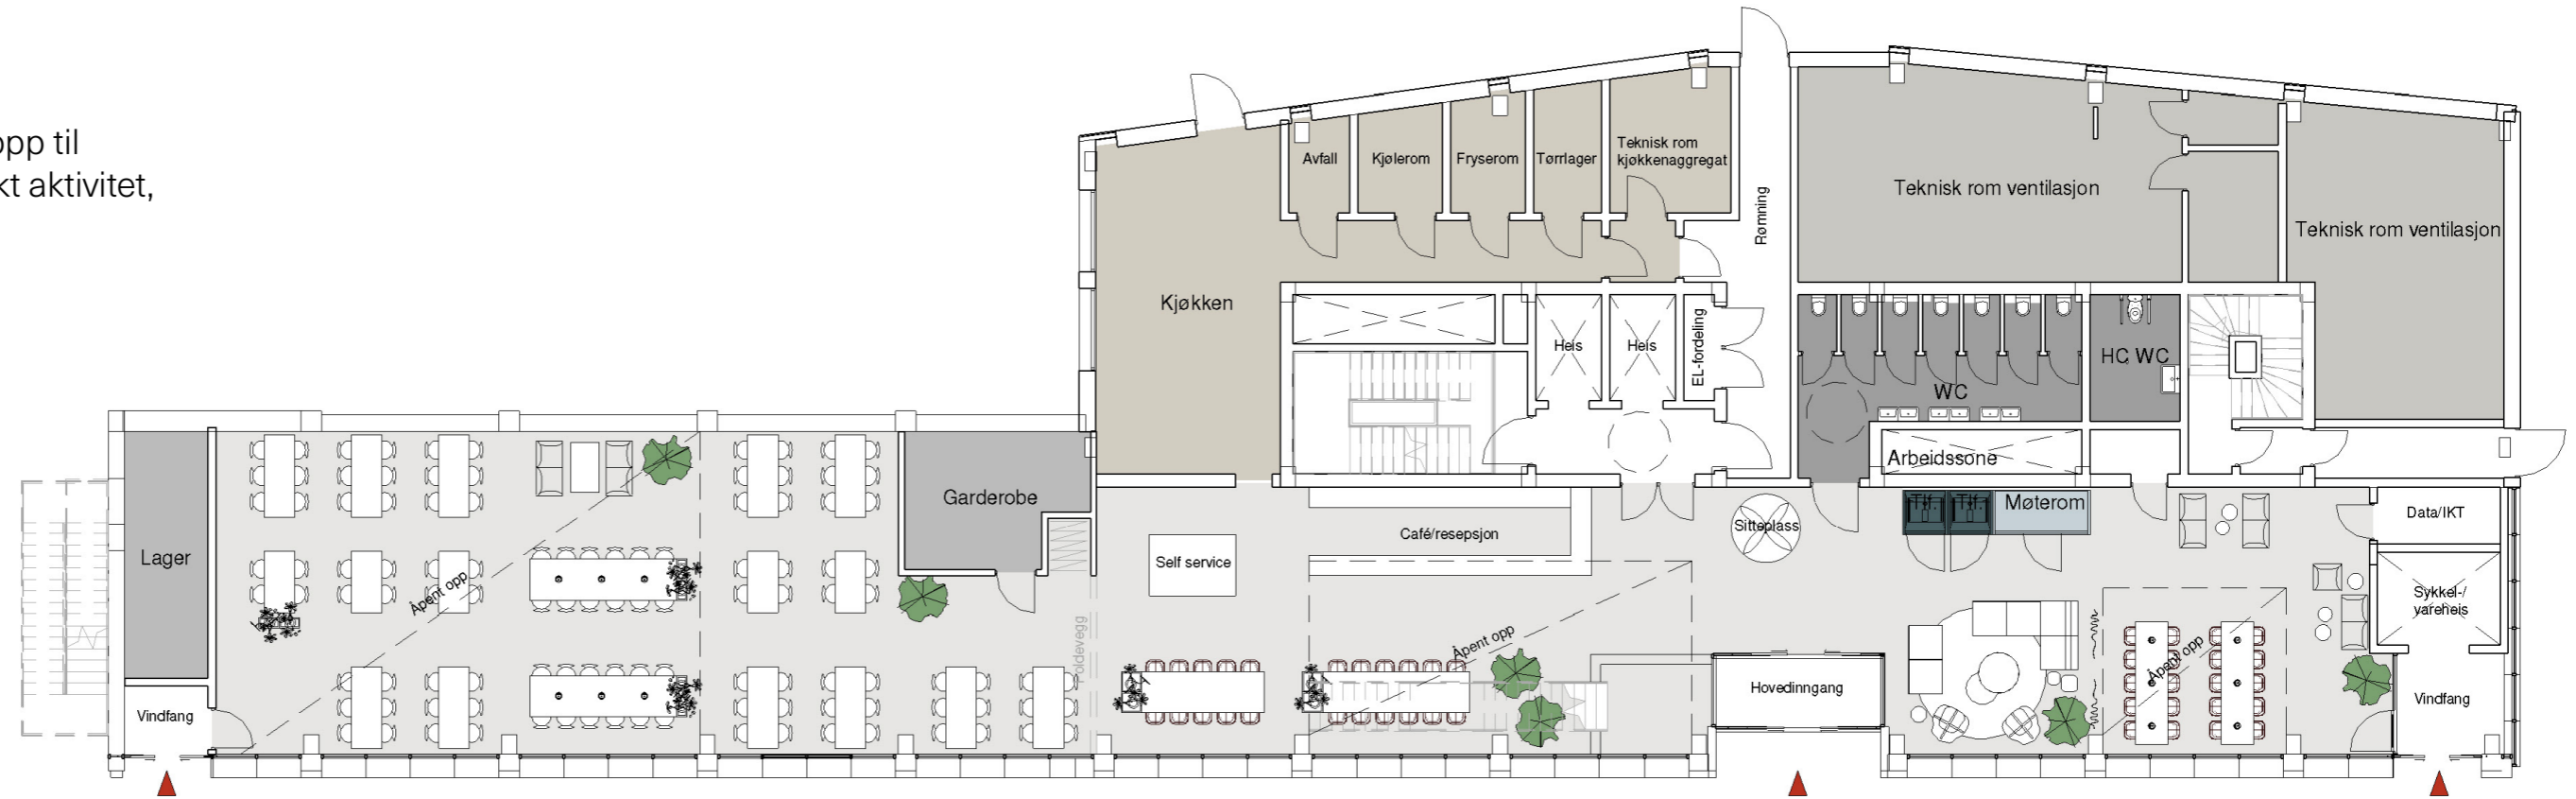 opp til
kt aktivitet,
Avfall
Kjølerom
Fryserom
Tørrlager
Teknisk rom
kjøkkenaggregat
Rømning
Teknisk rom ventilasjon
Teknisk rom ventilasjon
Kjøkken
Heis
Heis
EL-fordeling
WC
HC WC
Arbeidssone
Lager
Vindfang
Åpent opp
Garderobe
Foldevegg
Self service
Café/resepsjon
Åpent opp
Sitteplass
Tlf.
Tlf.
Møterom
Hovedinngang
Åpent opp
Data/IKT
Sykkel-/
vareheis
Vindfang